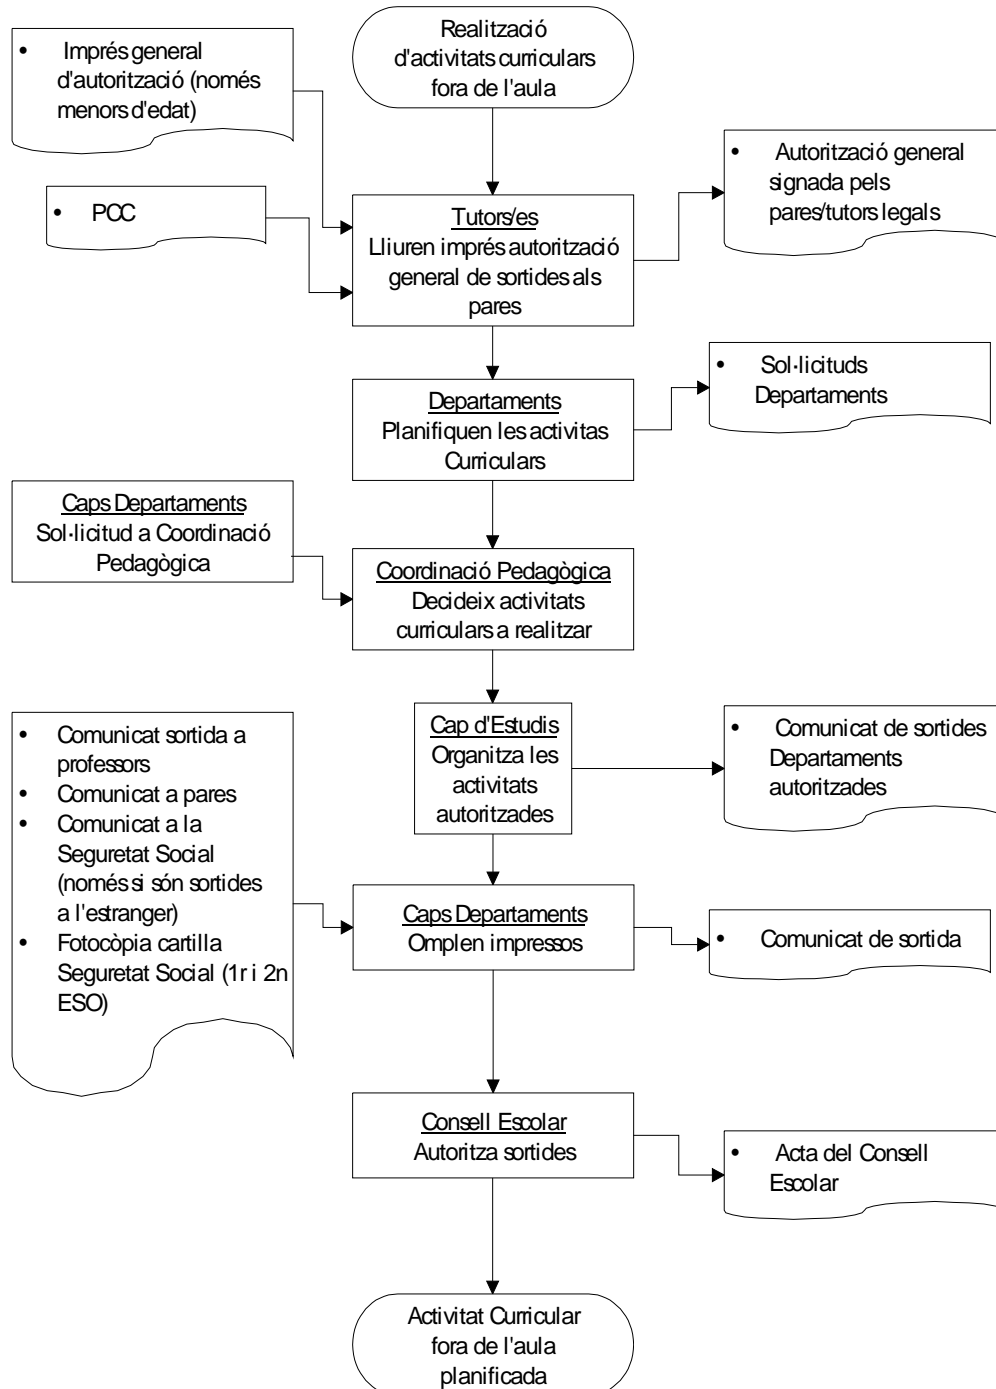 Realització
d'activitats curriculars
fora de l'aula
• Imprés general
d'autorització (només
menors d'edat)
• Autorització general
signada pels
pares/tutors legals
• PCC
Tutors/es
Lliuren imprés autorització
general de sortides als
pares
• Sol·licituds
Departaments
Departaments
Planifiquen les activitas
Curriculars
Caps Departaments
Sol·licitud a Coordinació
Pedagògica
Coordinació Pedagògica
Decideix activitats
curriculars a realitzar
Cap d'Estudis
Organitza les
activitats
autoritzades
• Comunicat de sortides
Departaments
autoritzades
• Comunicat sortida a
professors
• Comunicat a pares
• Comunicat a la
Seguretat Social
(només si són sortides
a l'estranger)
• Fotocòpia cartilla
Seguretat Social (1r i 2n
ESO)
Caps Departaments
Omplen impressos
• Comunicat de sortida
Consell Escolar
Autoritza sortides
• Acta del Consell
Escolar
Activitat Curricular
fora de l'aula
planificada